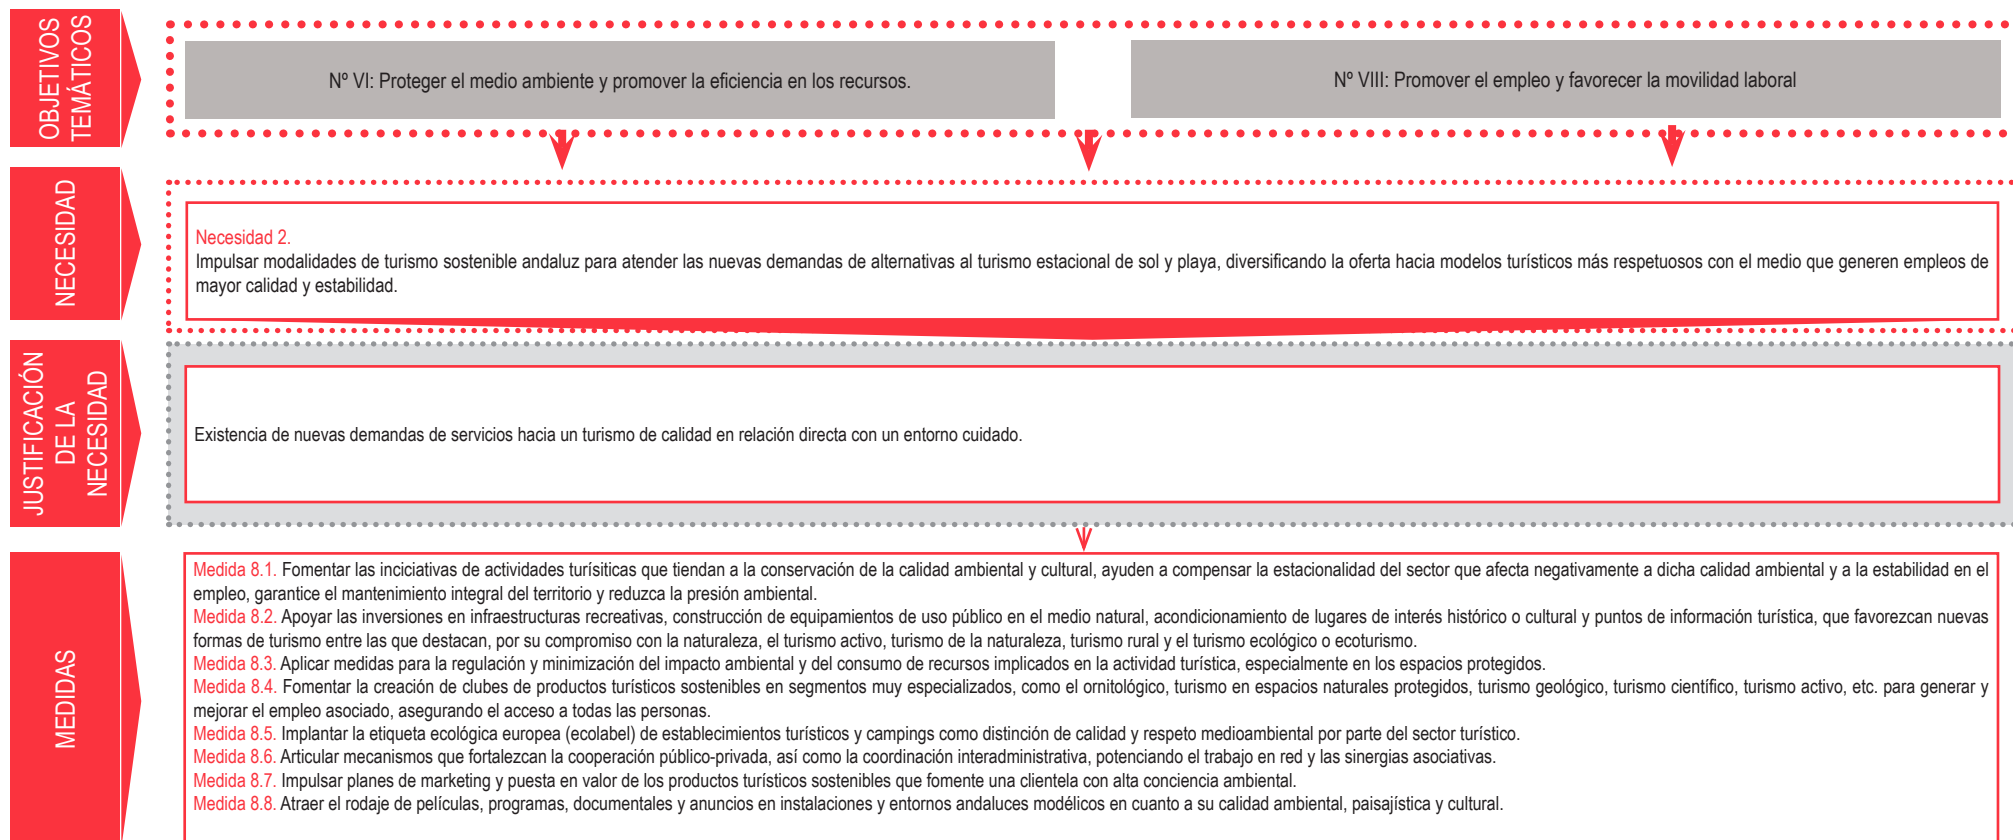 OBJETIVOS
TEMÁTICOS
Nº VI: Proteger el medio ambiente y promover la eficiencia en los recursos.
Nº VIII: Promover el empleo y favorecer la movilidad laboral
NECESIDAD
Necesidad 2.
Impulsar modalidades de turismo sostenible andaluz para atender las nuevas demandas de alternativas al turismo estacional de sol y playa, diversificando la oferta hacia modelos turísticos más respetuosos con el medio que generen empleos de
mayor calidad y estabilidad.
JUSTIFICACIÓN
DE LA
NECESIDAD
Existencia de nuevas demandas de servicios hacia un turismo de calidad en relación directa con un entorno cuidado.
MEDIDAS
Medida 8.1. Fomentar las inciciativas de actividades turísiticas que tiendan a la conservación de la calidad ambiental y cultural, ayuden a compensar la estacionalidad del sector que afecta negativamente a dicha calidad ambiental y a la estabilidad en el
empleo, garantice el mantenimiento integral del territorio y reduzca la presión ambiental.
Medida 8.2. Apoyar las inversiones en infraestructuras recreativas, construcción de equipamientos de uso público en el medio natural, acondicionamiento de lugares de interés histórico o cultural y puntos de información turística, que favorezcan nuevas
formas de turismo entre las que destacan, por su compromiso con la naturaleza, el turismo activo, turismo de la naturaleza, turismo rural y el turismo ecológico o ecoturismo.
Medida 8.3. Aplicar medidas para la regulación y minimización del impacto ambiental y del consumo de recursos implicados en la actividad turística, especialmente en los espacios protegidos.
Medida 8.4. Fomentar la creación de clubes de productos turísticos sostenibles en segmentos muy especializados, como el ornitológico, turismo en espacios naturales protegidos, turismo geológico, turismo científico, turismo activo, etc. para generar y
mejorar el empleo asociado, asegurando el acceso a todas las personas.
Medida 8.5. Implantar la etiqueta ecológica europea (ecolabel) de establecimientos turísticos y campings como distinción de calidad y respeto medioambiental por parte del sector turístico.
Medida 8.6. Articular mecanismos que fortalezcan la cooperación público-privada, así como la coordinación interadministrativa, potenciando el trabajo en red y las sinergias asociativas.
Medida 8.7. Impulsar planes de marketing y puesta en valor de los productos turísticos sostenibles que fomente una clientela con alta conciencia ambiental.
Medida 8.8. Atraer el rodaje de películas, programas, documentales y anuncios en instalaciones y entornos andaluces modélicos en cuanto a su calidad ambiental, paisajística y cultural.